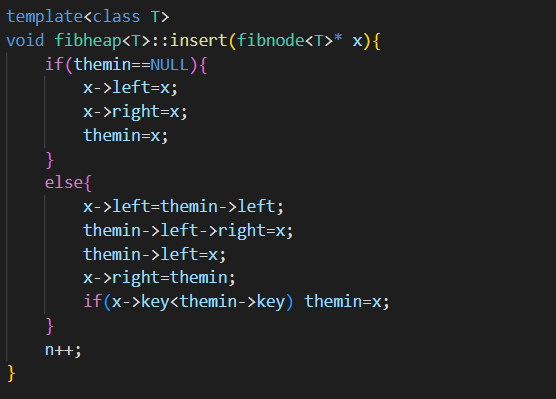 template<class T>
void fibheap<T>::insert(fibnode<T>* x){
    if(themin==NULL){
        x->left=x;
        x->right=x;
        themin=x;
    }
    else{
        x->left=themin->left;
        themin->left->right=x;
        themin->left=x;
        x->right=themin;
        if(x->key<themin->key) themin=x;
    }
    n++;
}